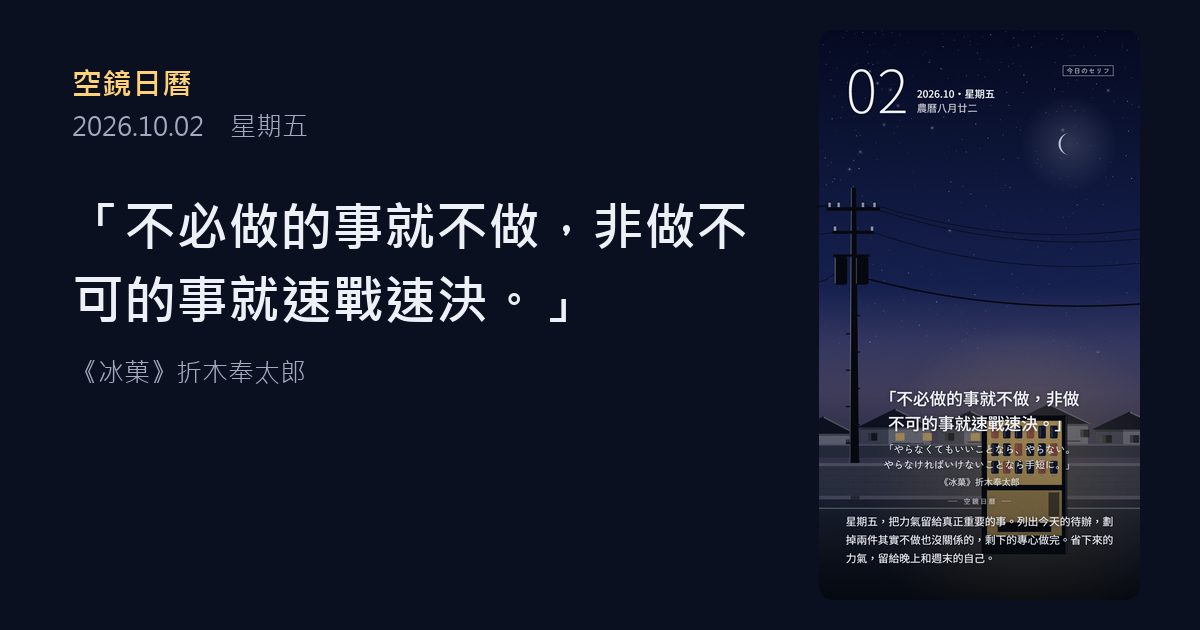 空鏡日曆
2026.10.02 星期五
「不必做的事就不做，非做不
可的事就速戰速決。」
《冰菓》折木奉太郎
今日のセリフ
02
2026.10・星期五
農曆八月廿二
「不必做的事就不做，非做
不可的事就速戰速決。」
「やらなくてもいいことなら、やらない。
やらなければいけないことなら手短に。」
《冰菓》折木奉太郎
— 空鏡日曆 —
星期五，把力氣留給真正重要的事。列出今天的待辦，劃
掉兩件其實不做也沒關係的，剩下的專心做完。省下來的
力氣，留給晚上和週末的自己。